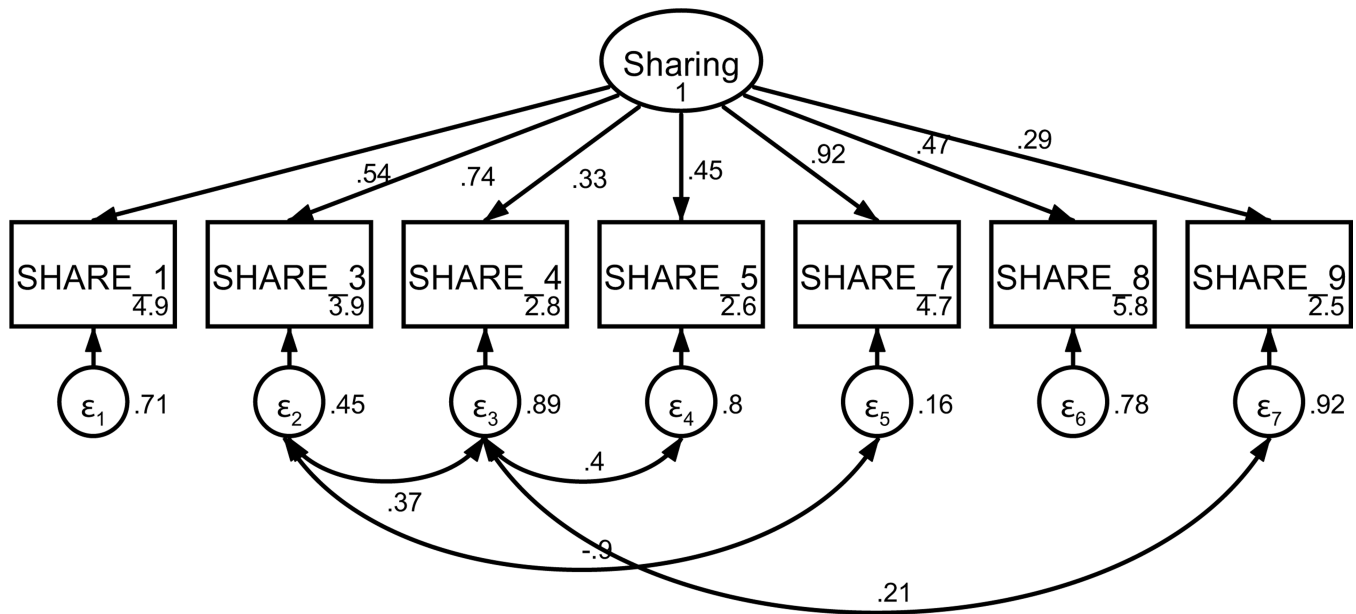 Sharing
1
.54 .74 .33 .45 .92 .47 .29
SHARE_1 SHARE_3 SHARE_4 SHARE_5 SHARE_7 SHARE_8 SHARE_9
4.9 3.9 2.8 2.6 4.7 5.8 2.5
ε₁ .71 ε₂ .45 ε₃ .89 ε₄ .8 ε₅ .16 ε₆ .78 ε₇ .92
.4
.37
-.9
.21